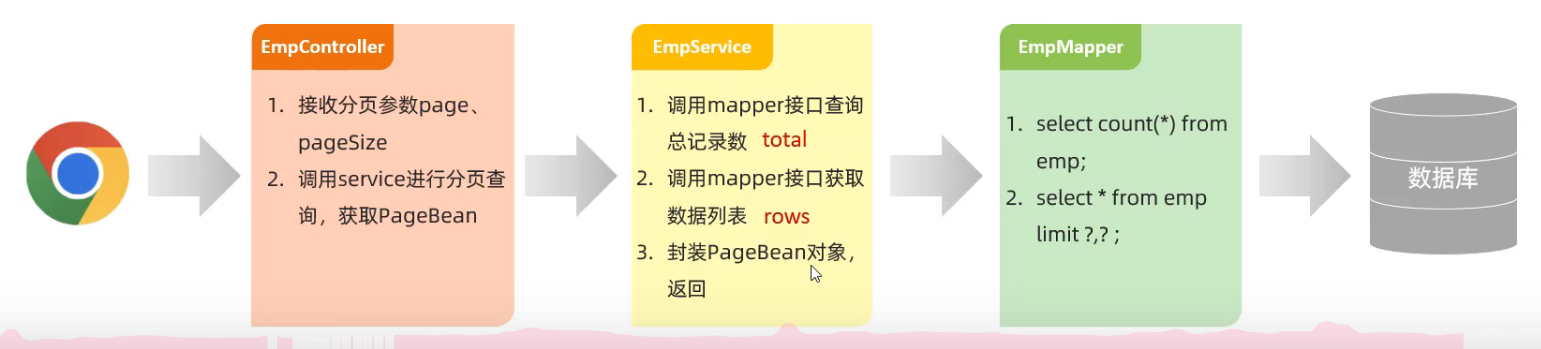 EmpController
1. 接收分页参数page、
pageSize
2. 调用service进行分页查
询，获取PageBean
EmpService
1. 调用mapper接口查询
总记录数 total
2. 调用mapper接口获取
数据列表 rows
3. 封装PageBean对象，
返回
EmpMapper
1. select count(*) from
emp;
2. select * from emp
limit ?,? ;
数据库